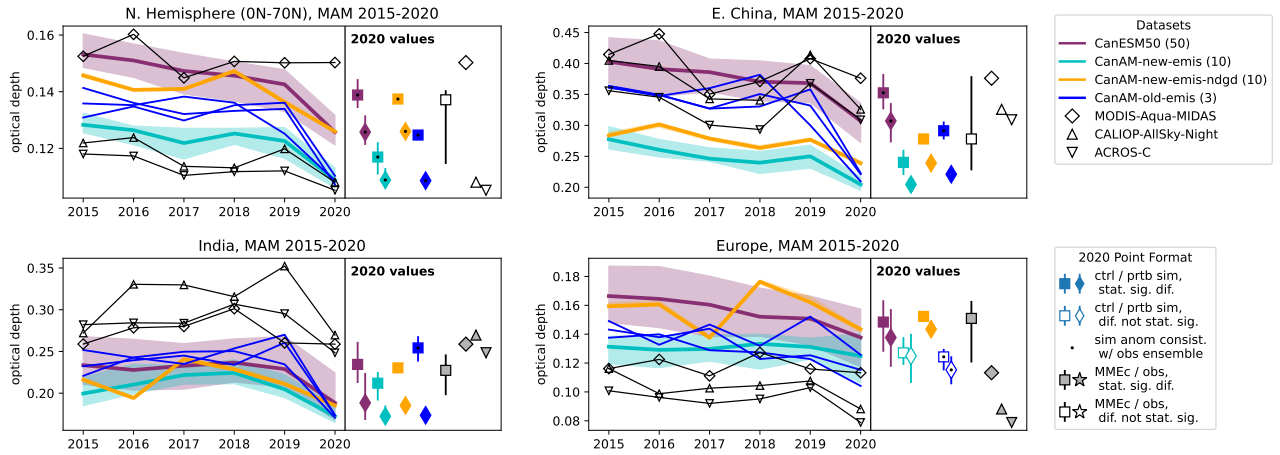 N. Hemisphere (0N-70N), MAM 2015-2020
optical depth
0.16
0.14
0.12
2020 values
2015 2016 2017 2018 2019 2020
E. China, MAM 2015-2020
optical depth
0.45
0.40
0.35
0.30
0.25
0.20
2020 values
2015 2016 2017 2018 2019 2020
Datasets
CanESM50 (50)
CanAM-new-emis (10)
CanAM-new-emis-ndgd (10)
CanAM-old-emis (3)
MODIS-Aqua-MIDAS
CALIOP-AllSky-Night
ACROS-C
India, MAM 2015-2020
optical depth
0.35
0.30
0.25
0.20
2020 values
2015 2016 2017 2018 2019 2020
Europe, MAM 2015-2020
optical depth
0.18
0.16
0.14
0.12
0.10
0.08
2020 values
2015 2016 2017 2018 2019 2020
2020 Point Format
ctrl / prtb sim,
stat. sig. dif.
ctrl / prtb sim,
dif. not stat. sig.
sim anom consist.
w/ obs ensemble
MMEc / obs,
stat. sig. dif.
MMEc / obs,
dif. not stat. sig.